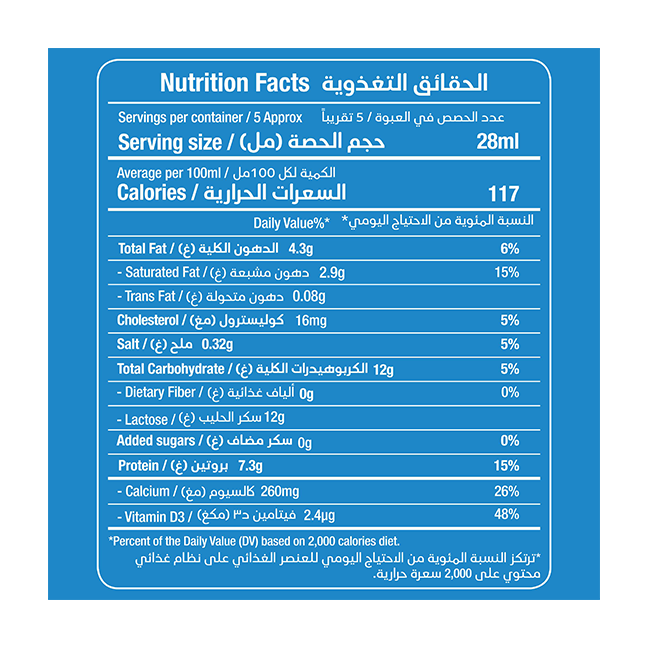 Nutrition Facts الحقائق التغذوية
Servings per container / 5 Approx عدد الحصص في العبوة / 5 تقريباً
Serving size / حجم الحصة (مل) 28ml
Average per 100ml / الكمية لكل 100مل
Calories / السعرات الحرارية 117
Daily Value%* النسبة المئوية من الاحتياج اليومي*
Total Fat / الدهون الكلية (غ) 4.3g 6%
- Saturated Fat / دهون مشبعة (غ) 2.9g 15%
- Trans Fat / دهون متحولة (غ) 0.08g
Cholesterol / كوليسترول (مغ) 16mg 5%
Salt / ملح (غ) 0.32g 5%
Total Carbohydrate / الكربوهيدرات الكلية (غ) 12g 5%
- Dietary Fiber / ألياف غذائية (غ) 0g 0%
- Lactose / سكر الحليب (غ) 12g
Added sugars / سكر مضاف (غ) 0g 0%
Protein / بروتين (غ) 7.3g 15%
- Calcium / كالسيوم (مغ) 260mg 26%
- Vitamin D3 / فيتامين د٣ (مكغ) 2.4µg 48%
*Percent of the Daily Value (DV) based on 2,000 calories diet.
*ترتكز النسبة المئوية من الاحتياج اليومي للعنصر الغذائي على نظام غذائي
محتوي على 2,000 سعرة حرارية.